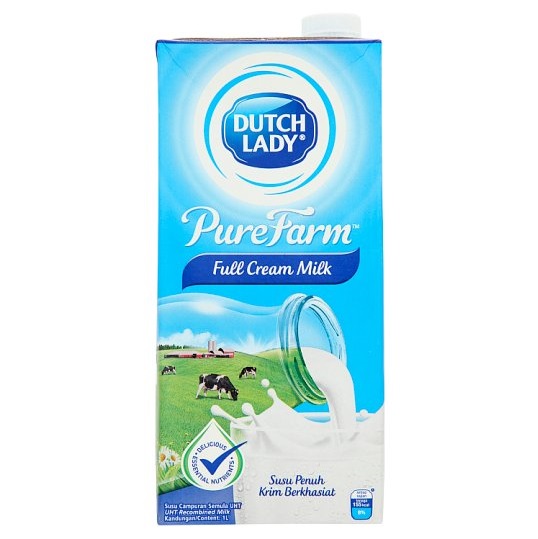 DUTCH
LADY®
PureFarm™
Full Cream Milk
DELICIOUS
ESSENTIAL NUTRIENTS
Susu Penuh
Krim Berkhasiat
Susu Campuran Semula UHT
UHT Recombined Milk
Kandungan/Content: 1L